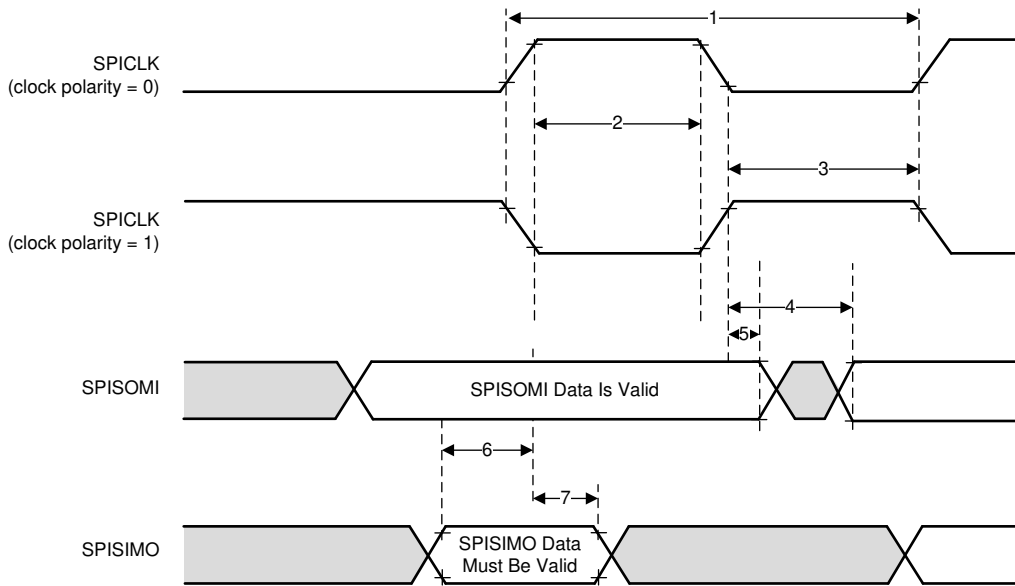 1
SPICLK
(clock polarity = 0)
2
3
SPICLK
(clock polarity = 1)
4
5
SPISOMI
SPISOMI Data Is Valid
6
7
SPISIMO
SPISIMO Data
Must Be Valid